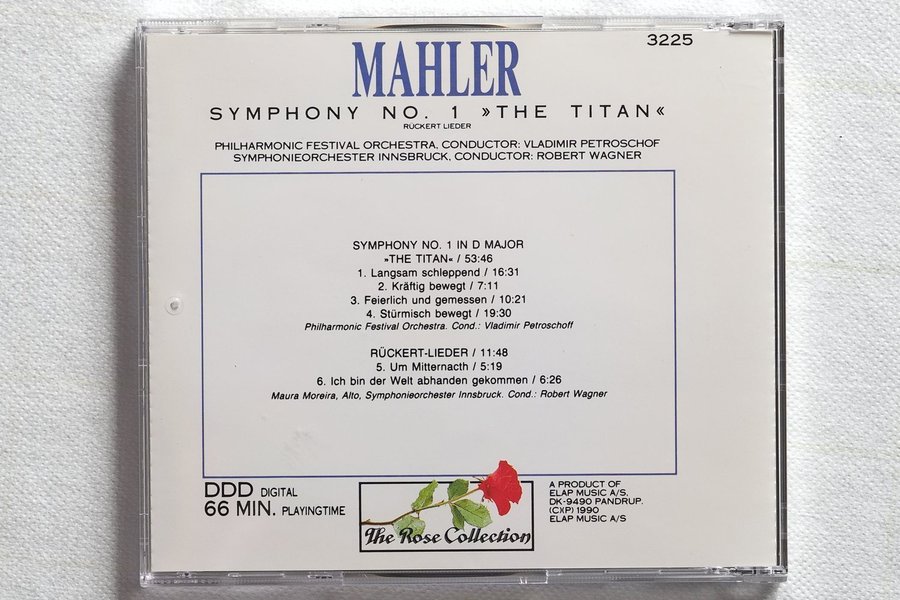 3225
MAHLER
SYMPHONY NO. 1 »THE TITAN«
RÜCKERT LIEDER
PHILHARMONIC FESTIVAL ORCHESTRA, CONDUCTOR: VLADIMIR PETROSCHOF
SYMPHONIEORCHESTER INNSBRUCK, CONDUCTOR: ROBERT WAGNER
SYMPHONY NO. 1 IN D MAJOR
»THE TITAN« / 53:46
1. Langsam schleppend / 16:31
2. Kräftig bewegt / 7:11
3. Feierlich und gemessen / 10:21
4. Stürmisch bewegt / 19:30
Philharmonic Festival Orchestra. Cond.: Vladimir Petroschoff
RÜCKERT-LIEDER / 11:48
5. Um Mitternacth / 5:19
6. Ich bin der Welt abhanden gekommen / 6:26
Maura Moreira, Alto, Symphonieorchester Innsbruck. Cond.: Robert Wagner
DDD DIGITAL
66 MIN. PLAYINGTIME
The Rose Collection
A PRODUCT OF
ELAP MUSIC A/S.
DK-9490 PANDRUP.
(CXP) 1990
ELAP MUSIC A/S